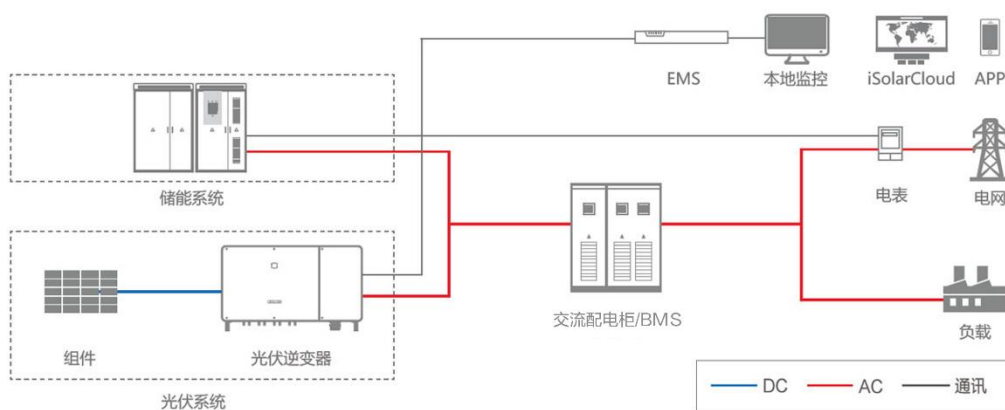 EMS
本地监控
iSolarCloud
APP
储能系统
电表
电网
组件
光伏逆变器
交流配电柜/BMS
负载
光伏系统
DC
AC
通讯